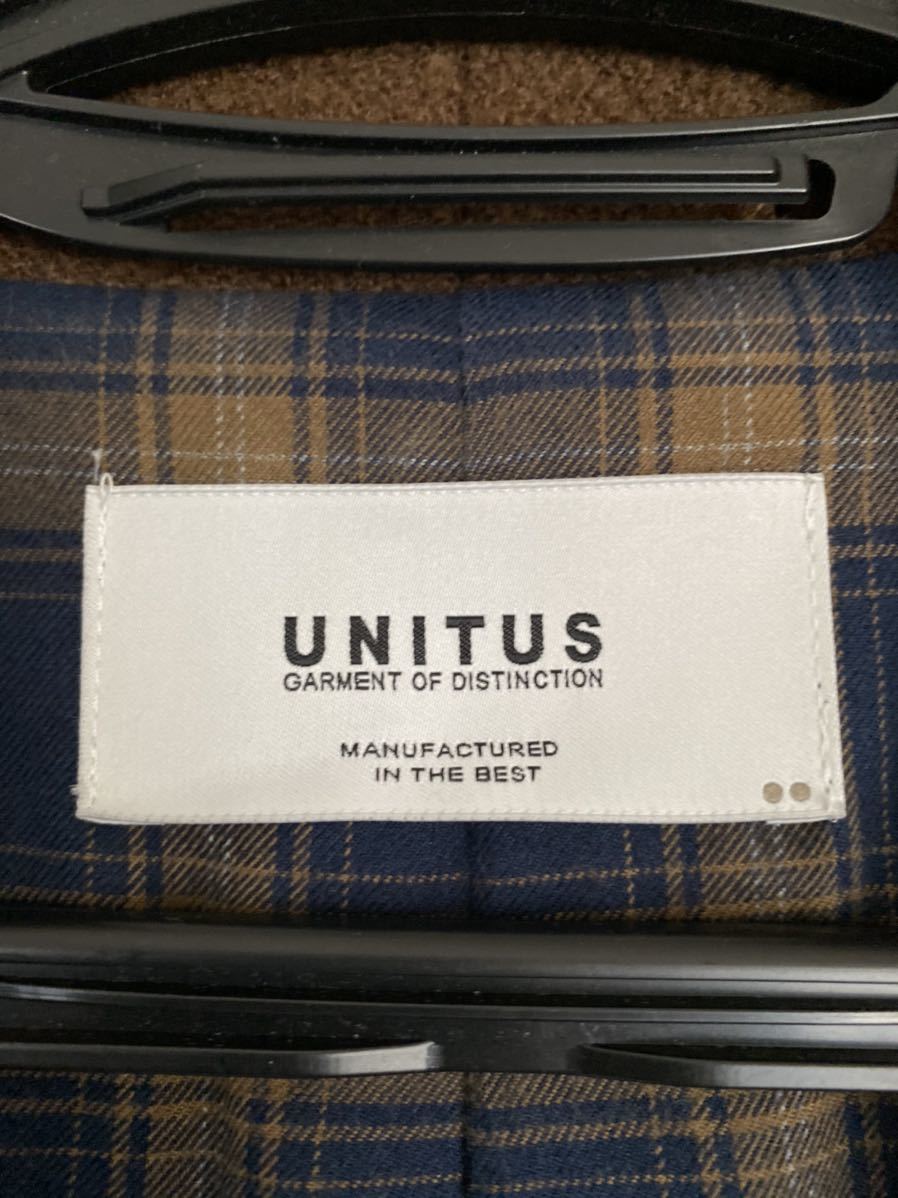 UNITUS
GARMENT OF DISTINCTION
MANUFACTURED
IN THE BEST